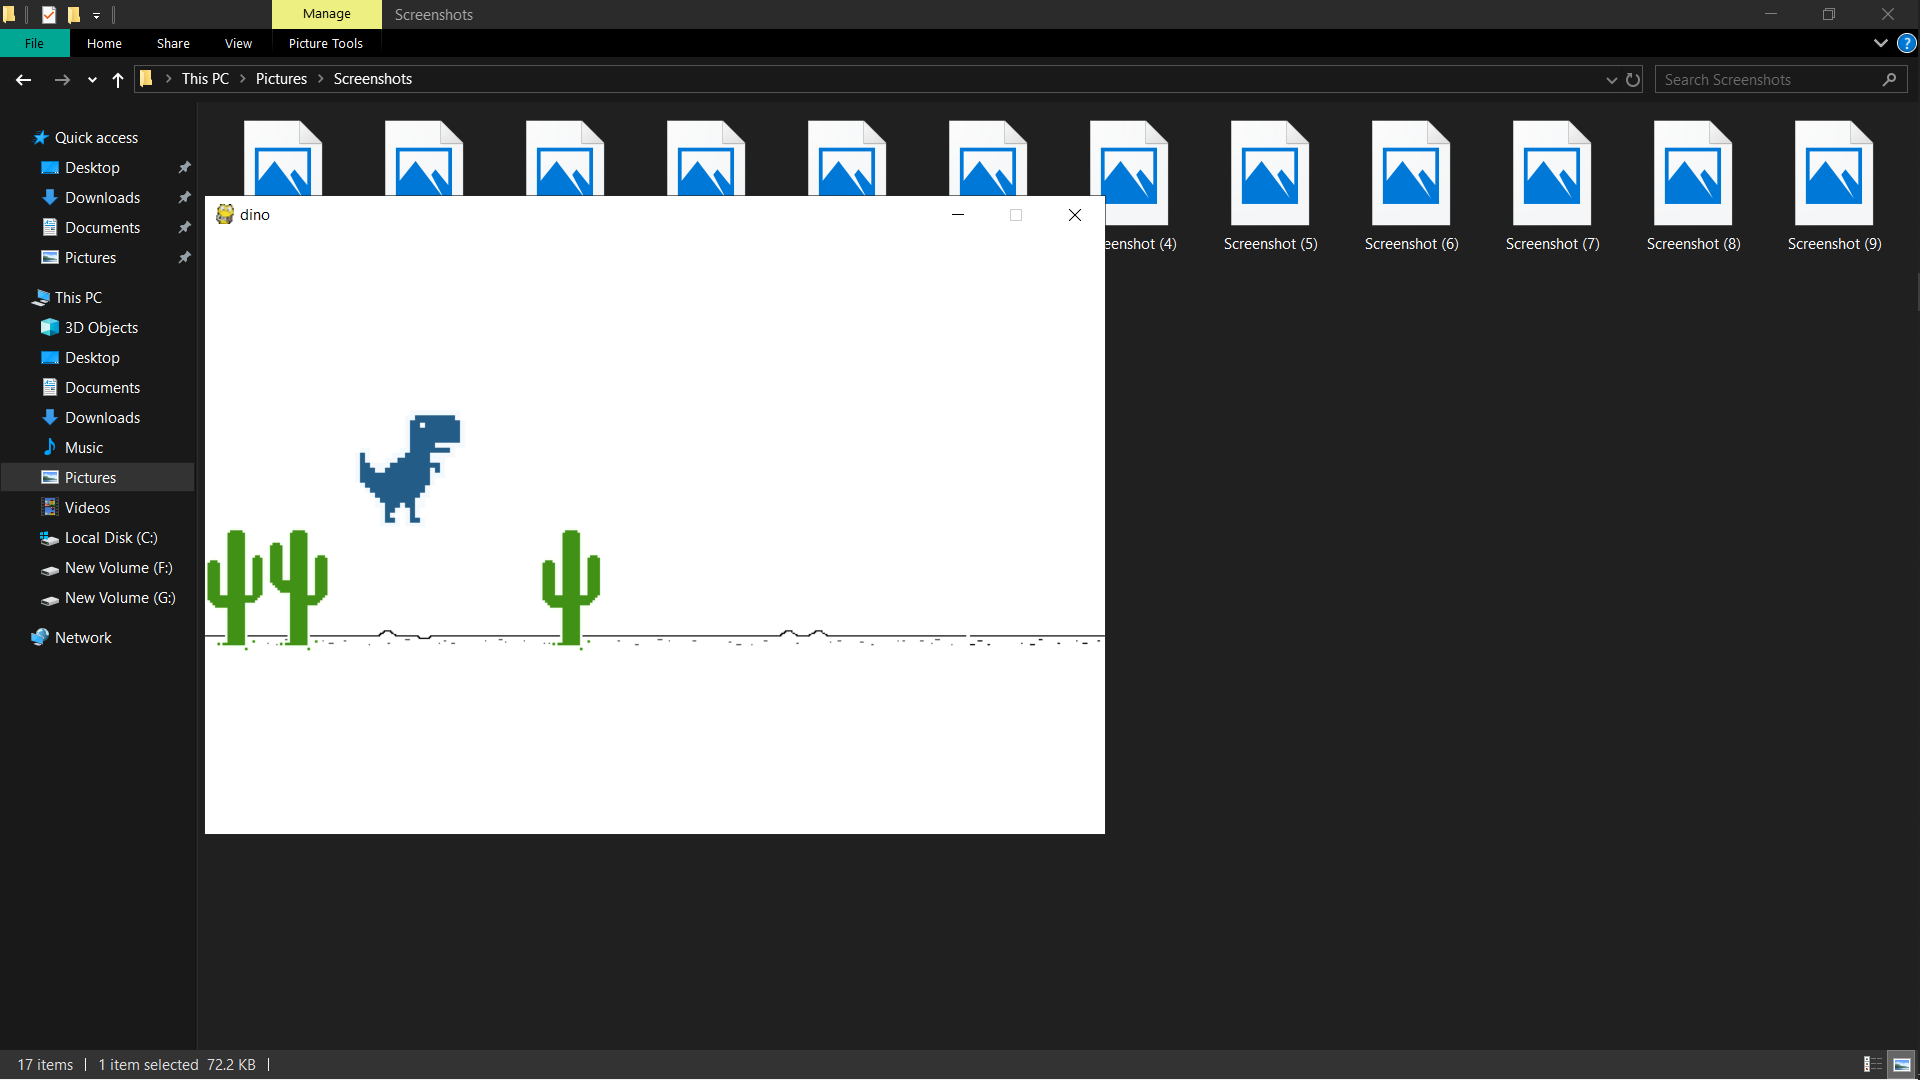 Manage
Screenshots
File
Home
Share
View
Picture Tools
?
This PC
Pictures
Screenshots
Search Screenshots
Quick access
Desktop
Downloads
Documents
Pictures
This PC
3D Objects
Desktop
Documents
Downloads
Music
Pictures
Videos
Local Disk (C:)
New Volume (F:)
New Volume (G:)
Network
dino
eenshot (4)
Screenshot (5)
Screenshot (6)
Screenshot (7)
Screenshot (8)
Screenshot (9)
17 items
1 item selected 72.2 KB